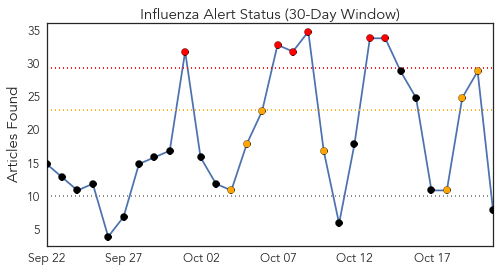 Influenza Alert Status (30-Day Window)
Articles Found
35
30
25
20
15
10
5
Sep 22 Sep 27 Oct 02 Oct 07 Oct 12 Oct 17